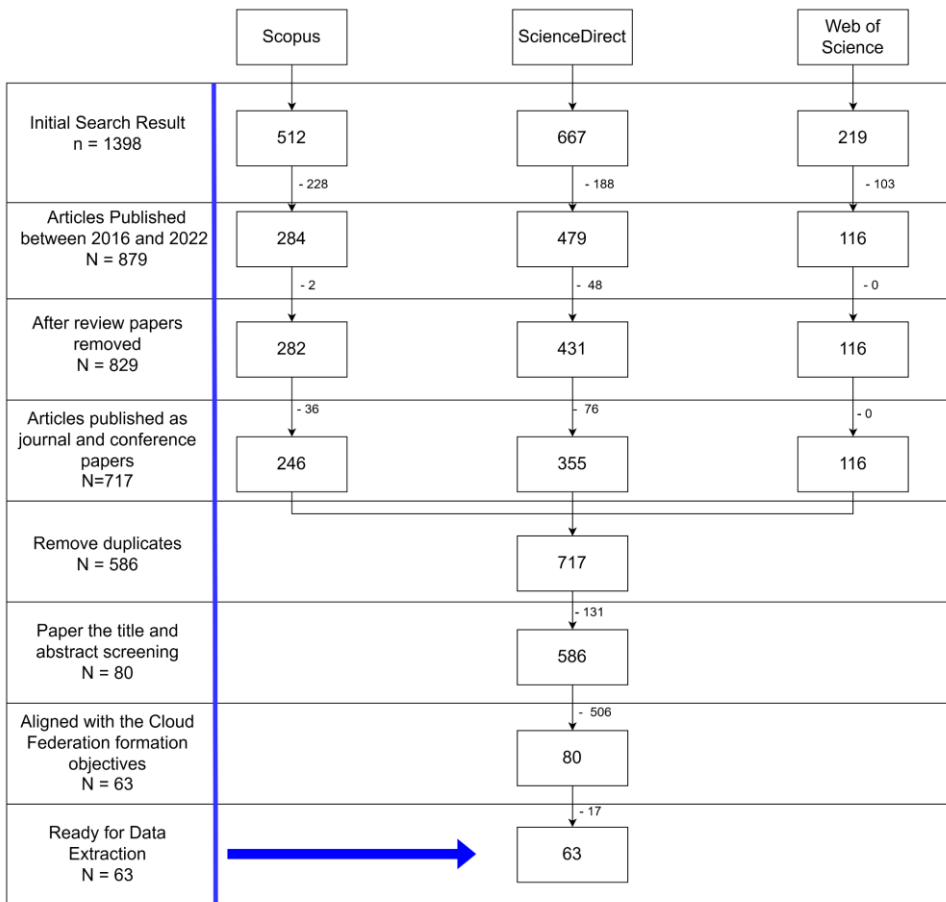 Scopus
ScienceDirect
Web of
Science
Initial Search Result
n = 1398
512
667
219
- 228
- 188
- 103
Articles Published
between 2016 and 2022
N = 879
284
479
116
- 2
- 48
- 0
After review papers
removed
N = 829
282
431
116
- 36
- 76
- 0
Articles published as
journal and conference
papers
N=717
246
355
116
Remove duplicates
N = 586
717
- 131
Paper the title and
abstract screening
N = 80
586
- 506
Aligned with the Cloud
Federation formation
objectives
N = 63
80
- 17
Ready for Data
Extraction
N = 63
63